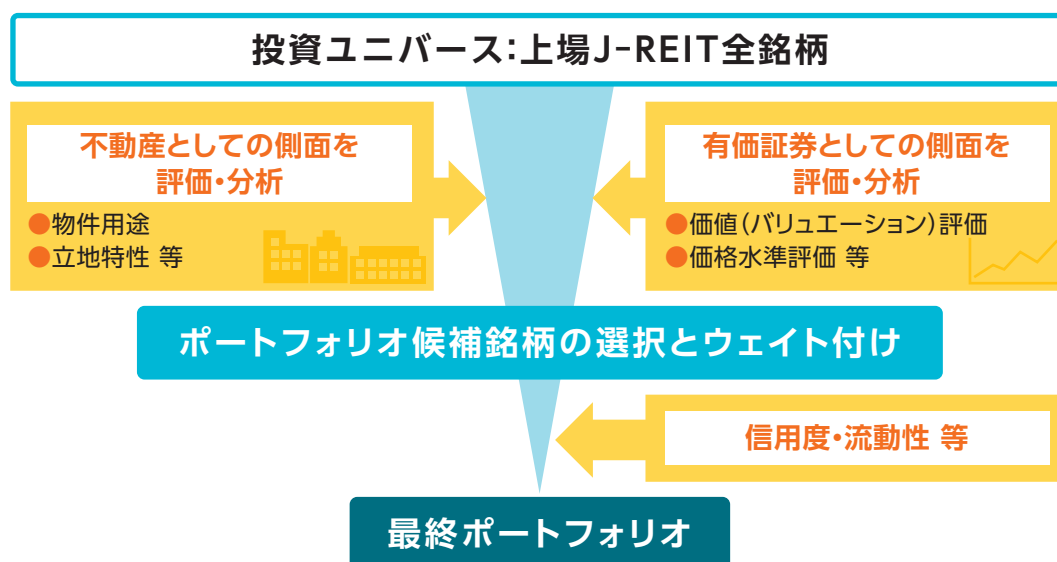 投資ユニバース:上場J-REIT全銘柄
不動産としての側面を
評価・分析
●物件用途
●立地特性 等
有価証券としての側面を
評価・分析
●価値(バリュエーション)評価
●価格水準評価 等
ポートフォリオ候補銘柄の選択とウェイト付け
信用度・流動性 等
最終ポートフォリオ